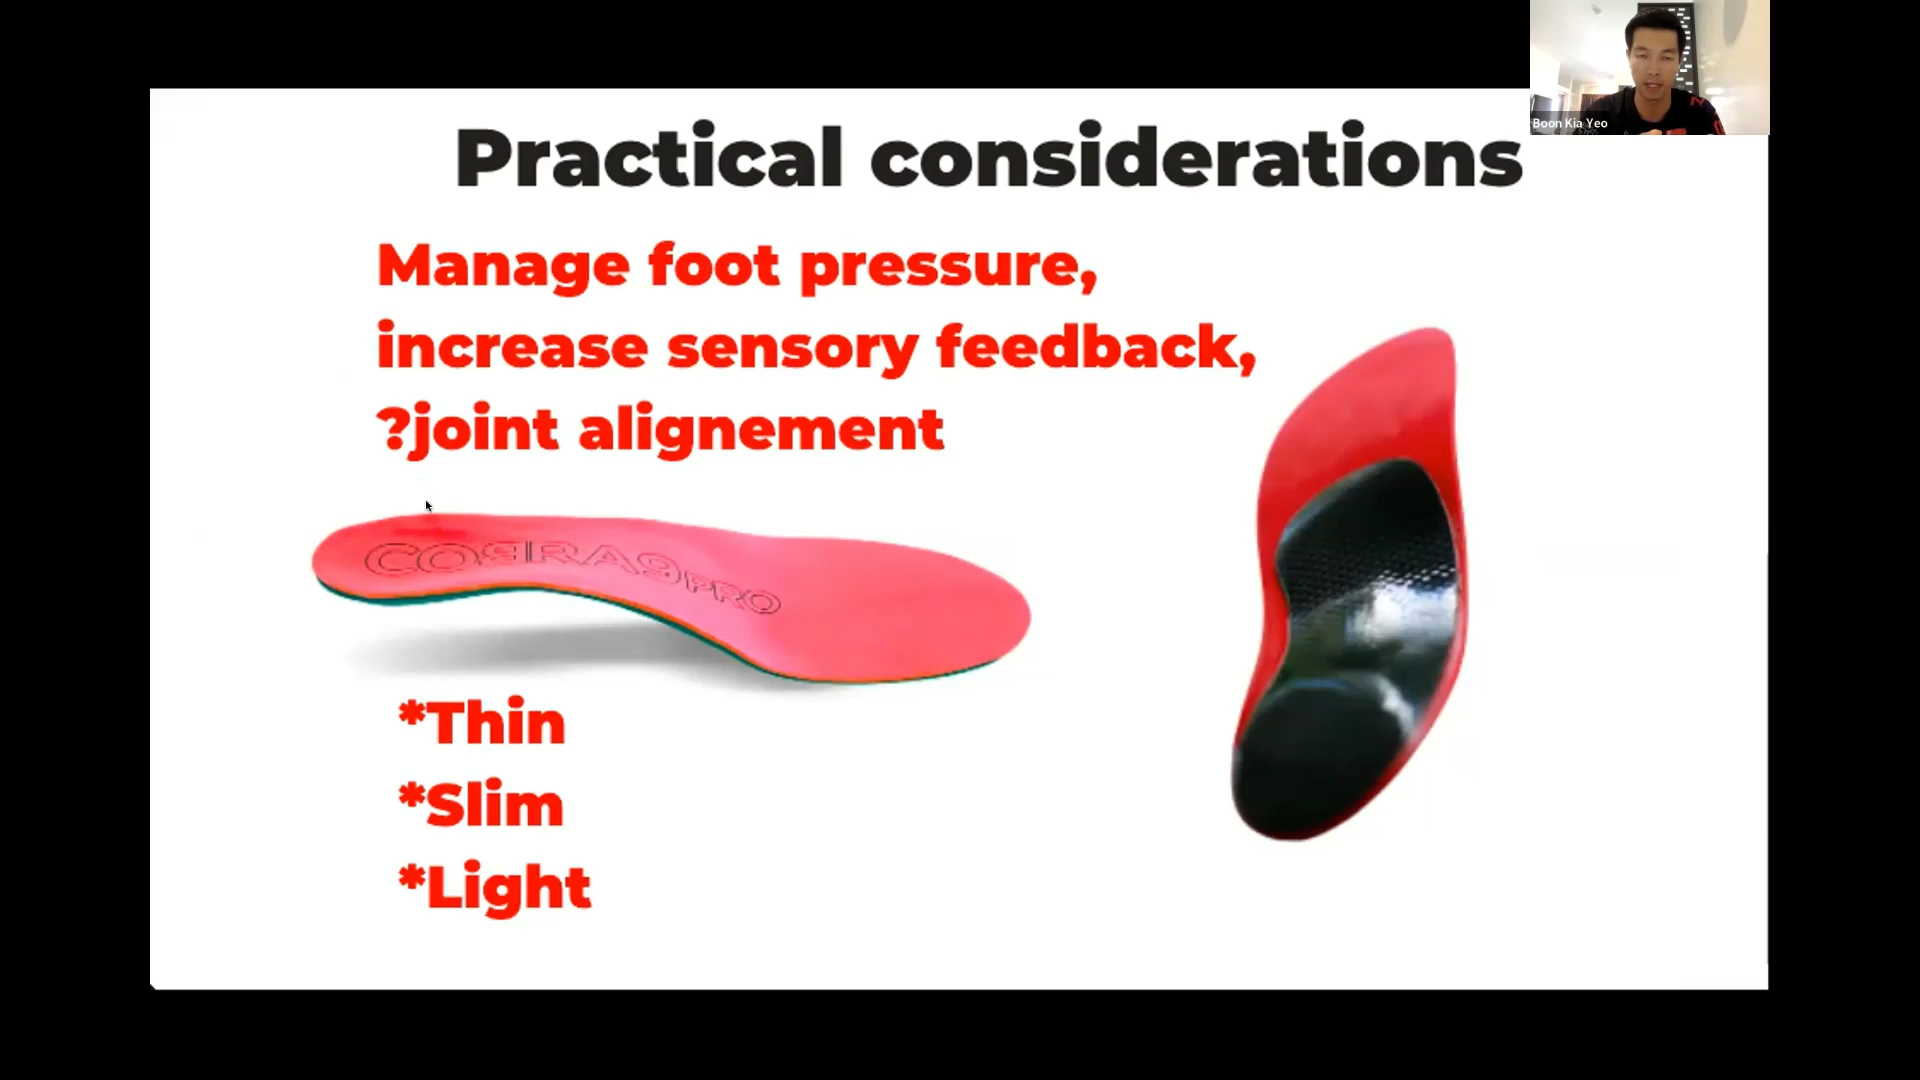 Boon Kia Yeo
Practical considerations
Manage foot pressure,
increase sensory feedback,
?joint alignement
COBRA9PRO
*Thin
*Slim
*Light